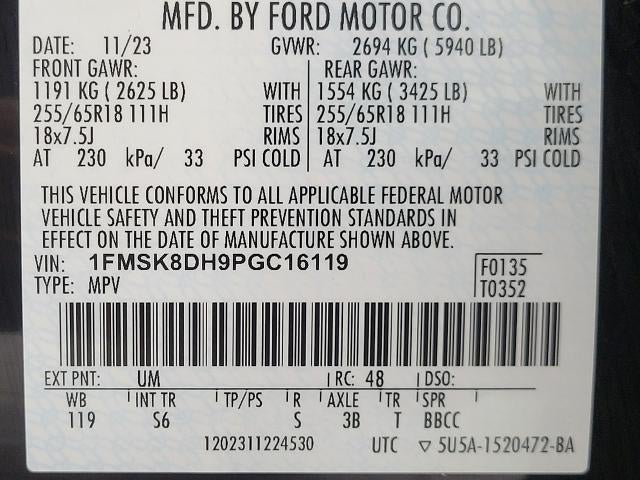 MFD. BY FORD MOTOR CO.
DATE: 11/23 GVWR: 2694 KG ( 5940 LB)
FRONT GAWR: REAR GAWR:
1191 KG ( 2625 LB) WITH 1554 KG ( 3425 LB) WITH
255/65R18 111H TIRES 255/65R18 111H TIRES
18x7.5J RIMS 18x7.5J RIMS
AT 230 kPa/ 33 PSI COLD AT 230 kPa/ 33 PSI COLD
THIS VEHICLE CONFORMS TO ALL APPLICABLE FEDERAL MOTOR
VEHICLE SAFETY AND THEFT PREVENTION STANDARDS IN
EFFECT ON THE DATE OF MANUFACTURE SHOWN ABOVE.
VIN: 1FMSK8DH9PGC16119 F0135
TYPE: MPV T0352
EXT PNT: UM RC: 48 DSO:
WB INT TR TP/PS R AXLE TR SPR
119 S6 S 3B T BBCC
1202311224530 UTC ▽ 5U5A-1520472-BA